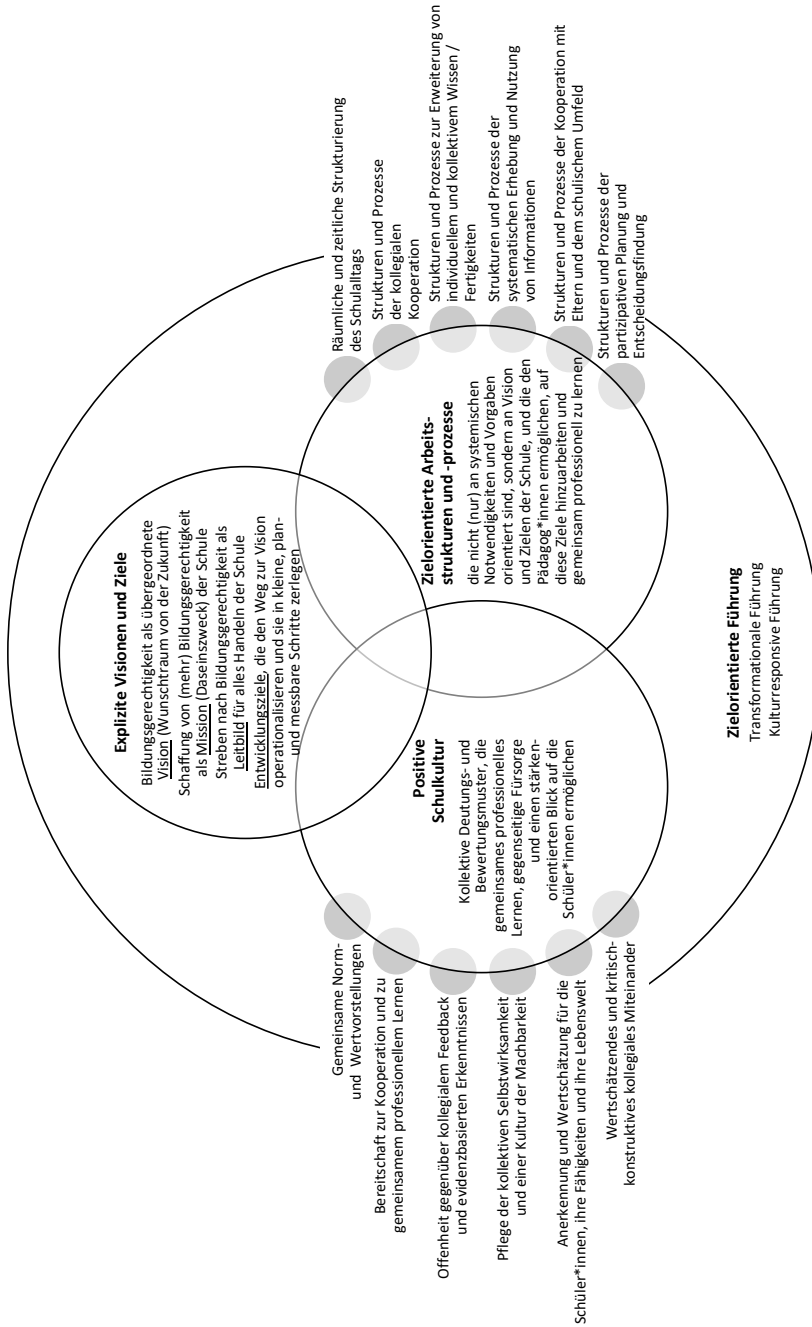 Explizite Visionen und Ziele
Bildungsgerechtigkeit als übergeordnete
Vision (Wunschtraum von der Zukunft)
Schaffung von (mehr) Bildungsgerechtigkeit
als Mission (Daseinszweck) der Schule
Streben nach Bildungsgerechtigkeit als
Leitbild für alles Handeln der Schule
Entwicklungsziele, die den Weg zur Vision
operationalisieren und sie in kleine, plan-
und messbare Schritte zerlegen
Gemeinsame Norm-
und Wertvorstellungen
Bereitschaft zur Kooperation und zu
gemeinsamem professionellem Lernen
Offenheit gegenüber kollegialem Feedback
und evidenzbasierten Erkenntnissen
Pflege der kollektiven Selbstwirksamkeit
und einer Kultur der Machbarkeit
Anerkennung und Wertschätzung für die
Schüler*innen, ihre Fähigkeiten und ihre Lebenswelt
Wertschätzendes und kritisch-
konstruktives kollegiales Miteinander
Positive
Schulkultur
Kollektive Deutungs- und
Bewertungsmuster, die
gemeinsames professionelles
Lernen, gegenseitige Fürsorge
und einen stärken-
orientierten Blick auf die
Schüler*innen ermöglichen
Zielorientierte Arbeits-
strukturen und -prozesse
die nicht (nur) an systemischen
Notwendigkeiten und Vorgaben
orientiert sind, sondern an Vision
und Zielen der Schule, und die den
Pädagog*innen ermöglichen, auf
diese Ziele hinzuarbeiten und
gemeinsam professionell zu lernen
Räumliche und zeitliche Strukturierung
des Schulalltags
Strukturen und Prozesse
der kollegialen
Kooperation
Strukturen und Prozesse zur Erweiterung von
individuellem und kollektivem Wissen /
Fertigkeiten
Strukturen und Prozesse der
systematischen Erhebung und Nutzung
von Informationen
Strukturen und Prozesse der Kooperation mit
Eltern und dem schulischem Umfeld
Strukturen und Prozesse der
partizipativen Planung und
Entscheidungsfindung
Zielorientierte Führung
Transformationale Führung
Kulturresponsive Führung